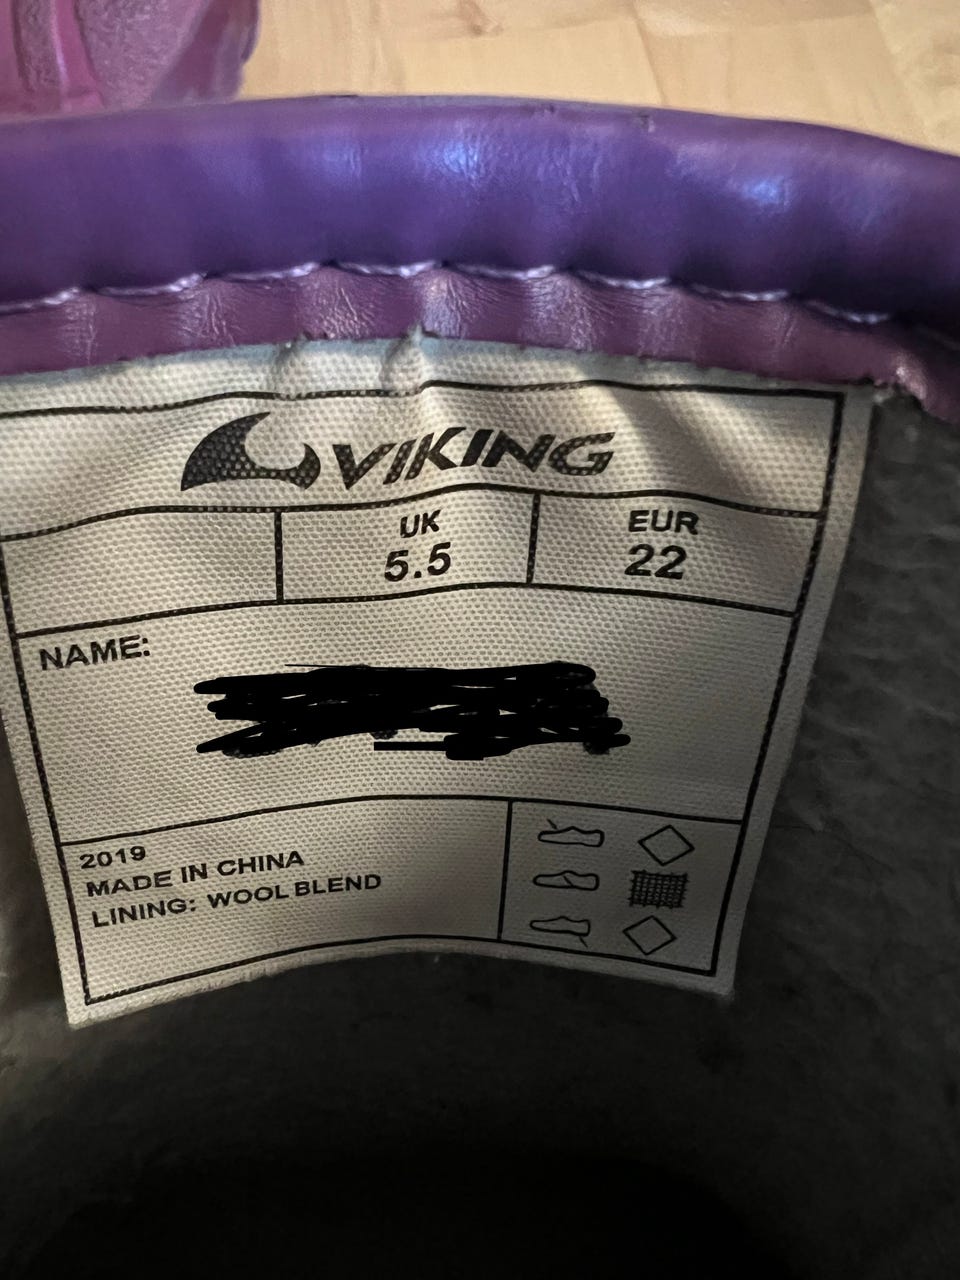 VIKING
UK
5.5
EUR
22
NAME:
2019
MADE IN CHINA
LINING: WOOL BLEND